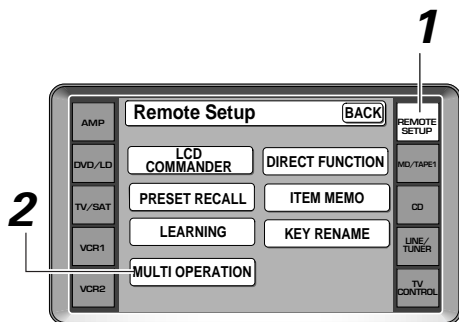 1
Remote Setup
BACK
AMP
DVD/LD
TV/SAT
VCR1
VCR2
LCD
COMMANDER
DIRECT FUNCTION
PRESET RECALL
ITEM MEMO
LEARNING
KEY RENAME
MULTI OPERATION
REMOTE
SETUP
MD/TAPE1
CD
LINE/
TUNER
TV
CONTROL
2